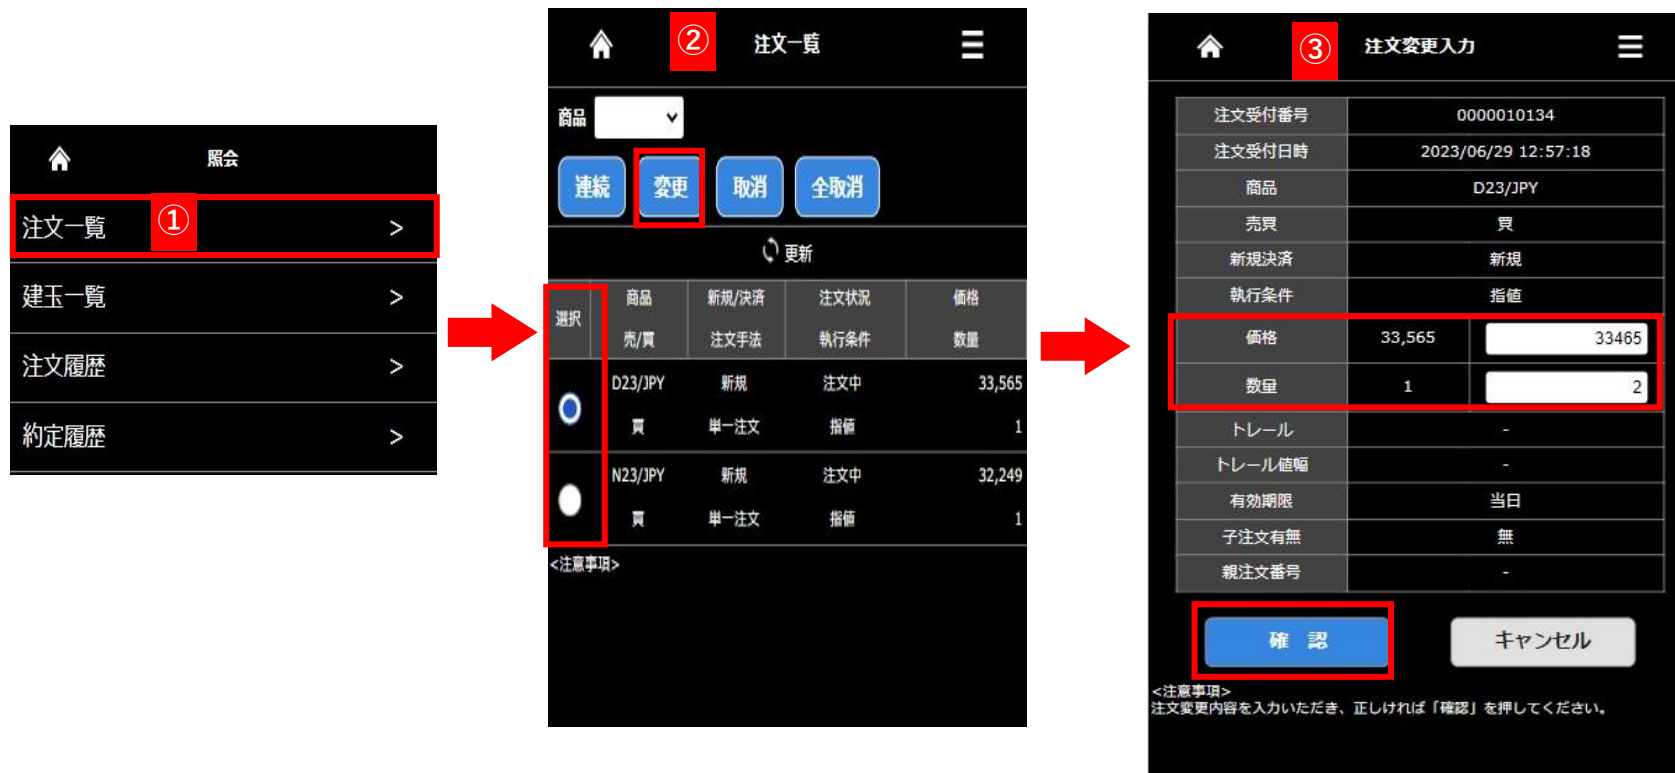 ①
照会
注文一覧 >
建玉一覧 >
注文履歴 >
約定履歴 >
②
注文一覧
商品
連続 変更 取消 全取消
更新
選択
商品 新規/決済 注文状況 価格
売/買 注文手法 執行条件 数量
D23/JPY 新規 注文中 33,565
買 単一注文 指値 1
N23/JPY 新規 注文中 32,249
買 単一注文 指値 1
<注意事項>
③
注文変更入力
注文受付番号 0000010134
注文受付日時 2023/06/29 12:57:18
商品 D23/JPY
売買 買
新規決済 新規
執行条件 指値
価格 33,565 33465
数量 1 2
トレール -
トレール値幅 -
有効期限 当日
子注文有無 無
親注文番号 -
確 認 キャンセル
<注意事項>
注文変更内容を入力いただき、正しければ「確認」を押してください。